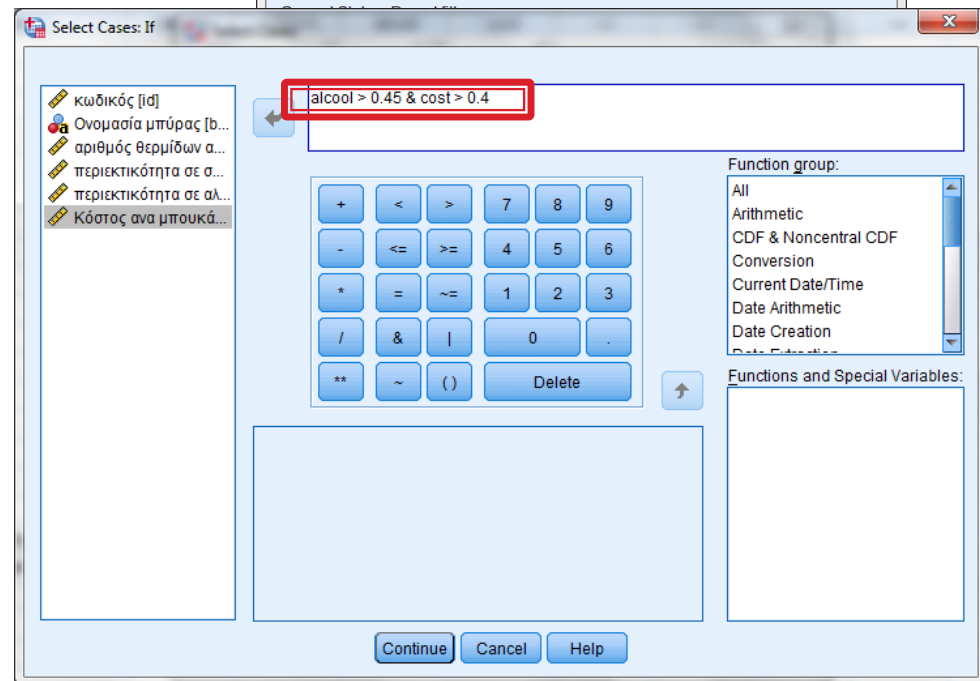 Select Cases: If
κωδικός [id]
Ονομασία μπύρας [b...
αριθμός θερμίδων α...
περιεκτικότητα σε σ...
περιεκτικότητα σε αλ...
Κόστος ανα μπουκά...
alcool > 0.45 & cost > 0.4
+ < > 7 8 9
- <= >= 4 5 6
* = ~= 1 2 3
/ & | 0 .
** ~ ( ) Delete
Function group:
All
Arithmetic
CDF & Noncentral CDF
Conversion
Current Date/Time
Date Arithmetic
Date Creation
Date Extraction
Functions and Special Variables:
Continue Cancel Help